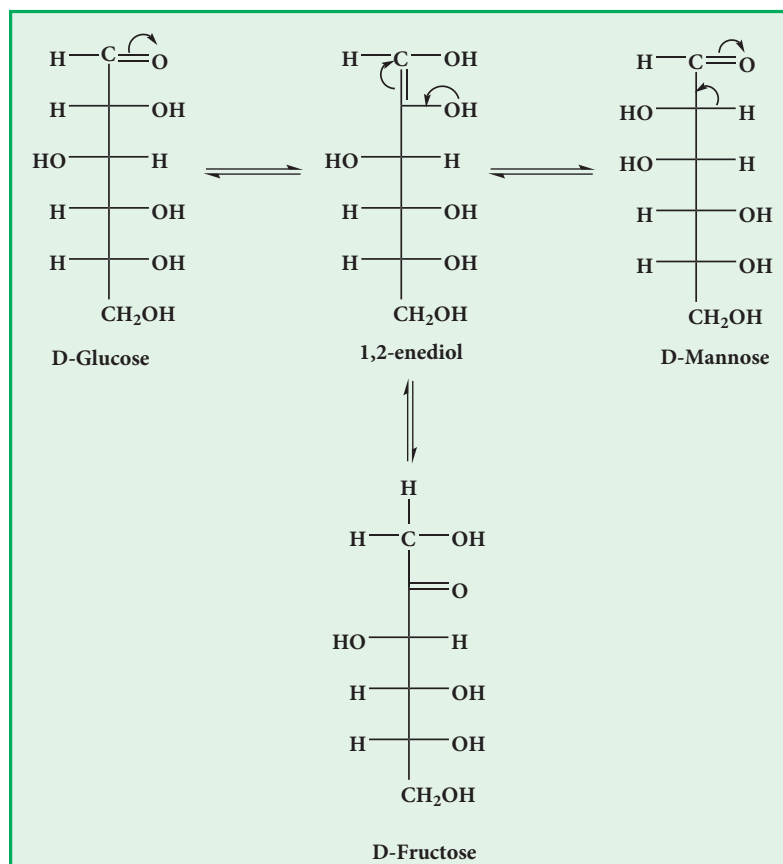 H C O H C OH H C O
H OH OH HO H
HO H HO H HO H
H OH H OH H OH
H OH H OH H OH
CH₂OH CH₂OH CH₂OH
D-Glucose 1,2-enediol D-Mannose
H
H C OH
O
HO H
H OH
H OH
CH₂OH
D-Fructose